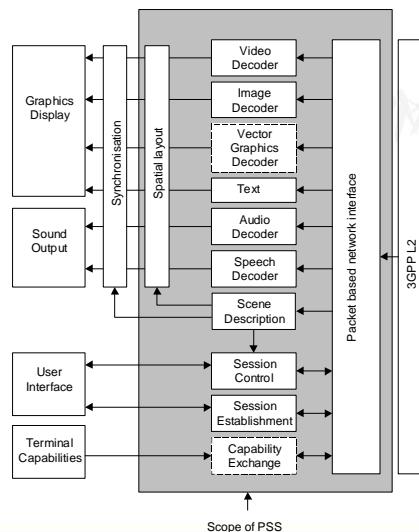 Graphics
Display
Sound
Output
User
Interface
Terminal
Capabilities
Synchronisation
Spatial layout
Video
Decoder
Image
Decoder
Vector
Graphics
Decoder
Text
Audio
Decoder
Speech
Decoder
Scene
Description
Session
Control
Session
Establishment
Capability
Exchange
Packet based network interface
3GPP L2
Scope of PSS